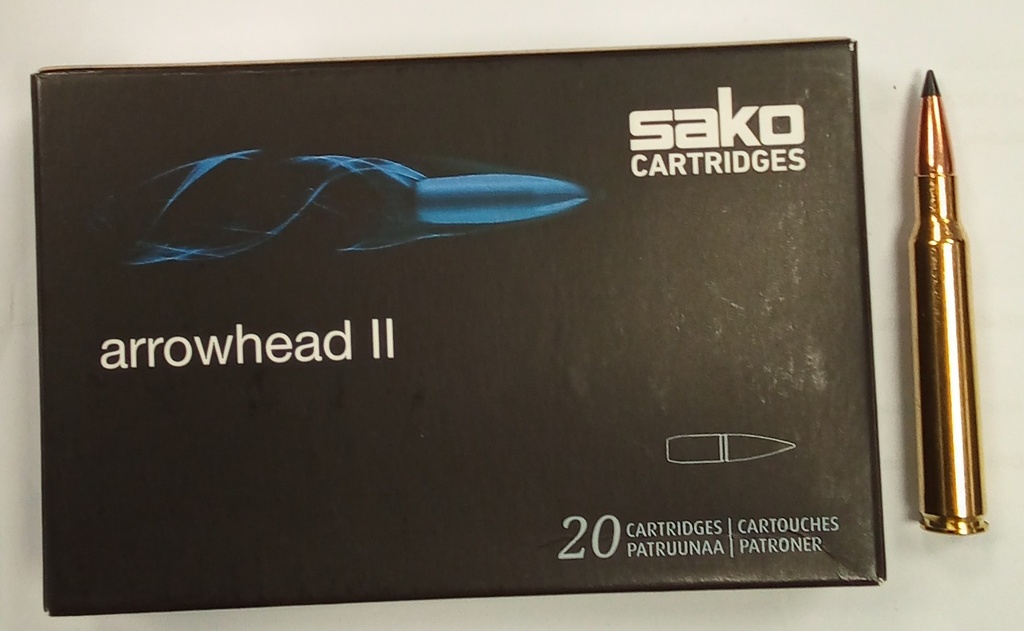 sako
CARTRIDGES
arrowhead II
20 CARTRIDGES | CARTOUCHES
PATRUUNAA | PATRONER